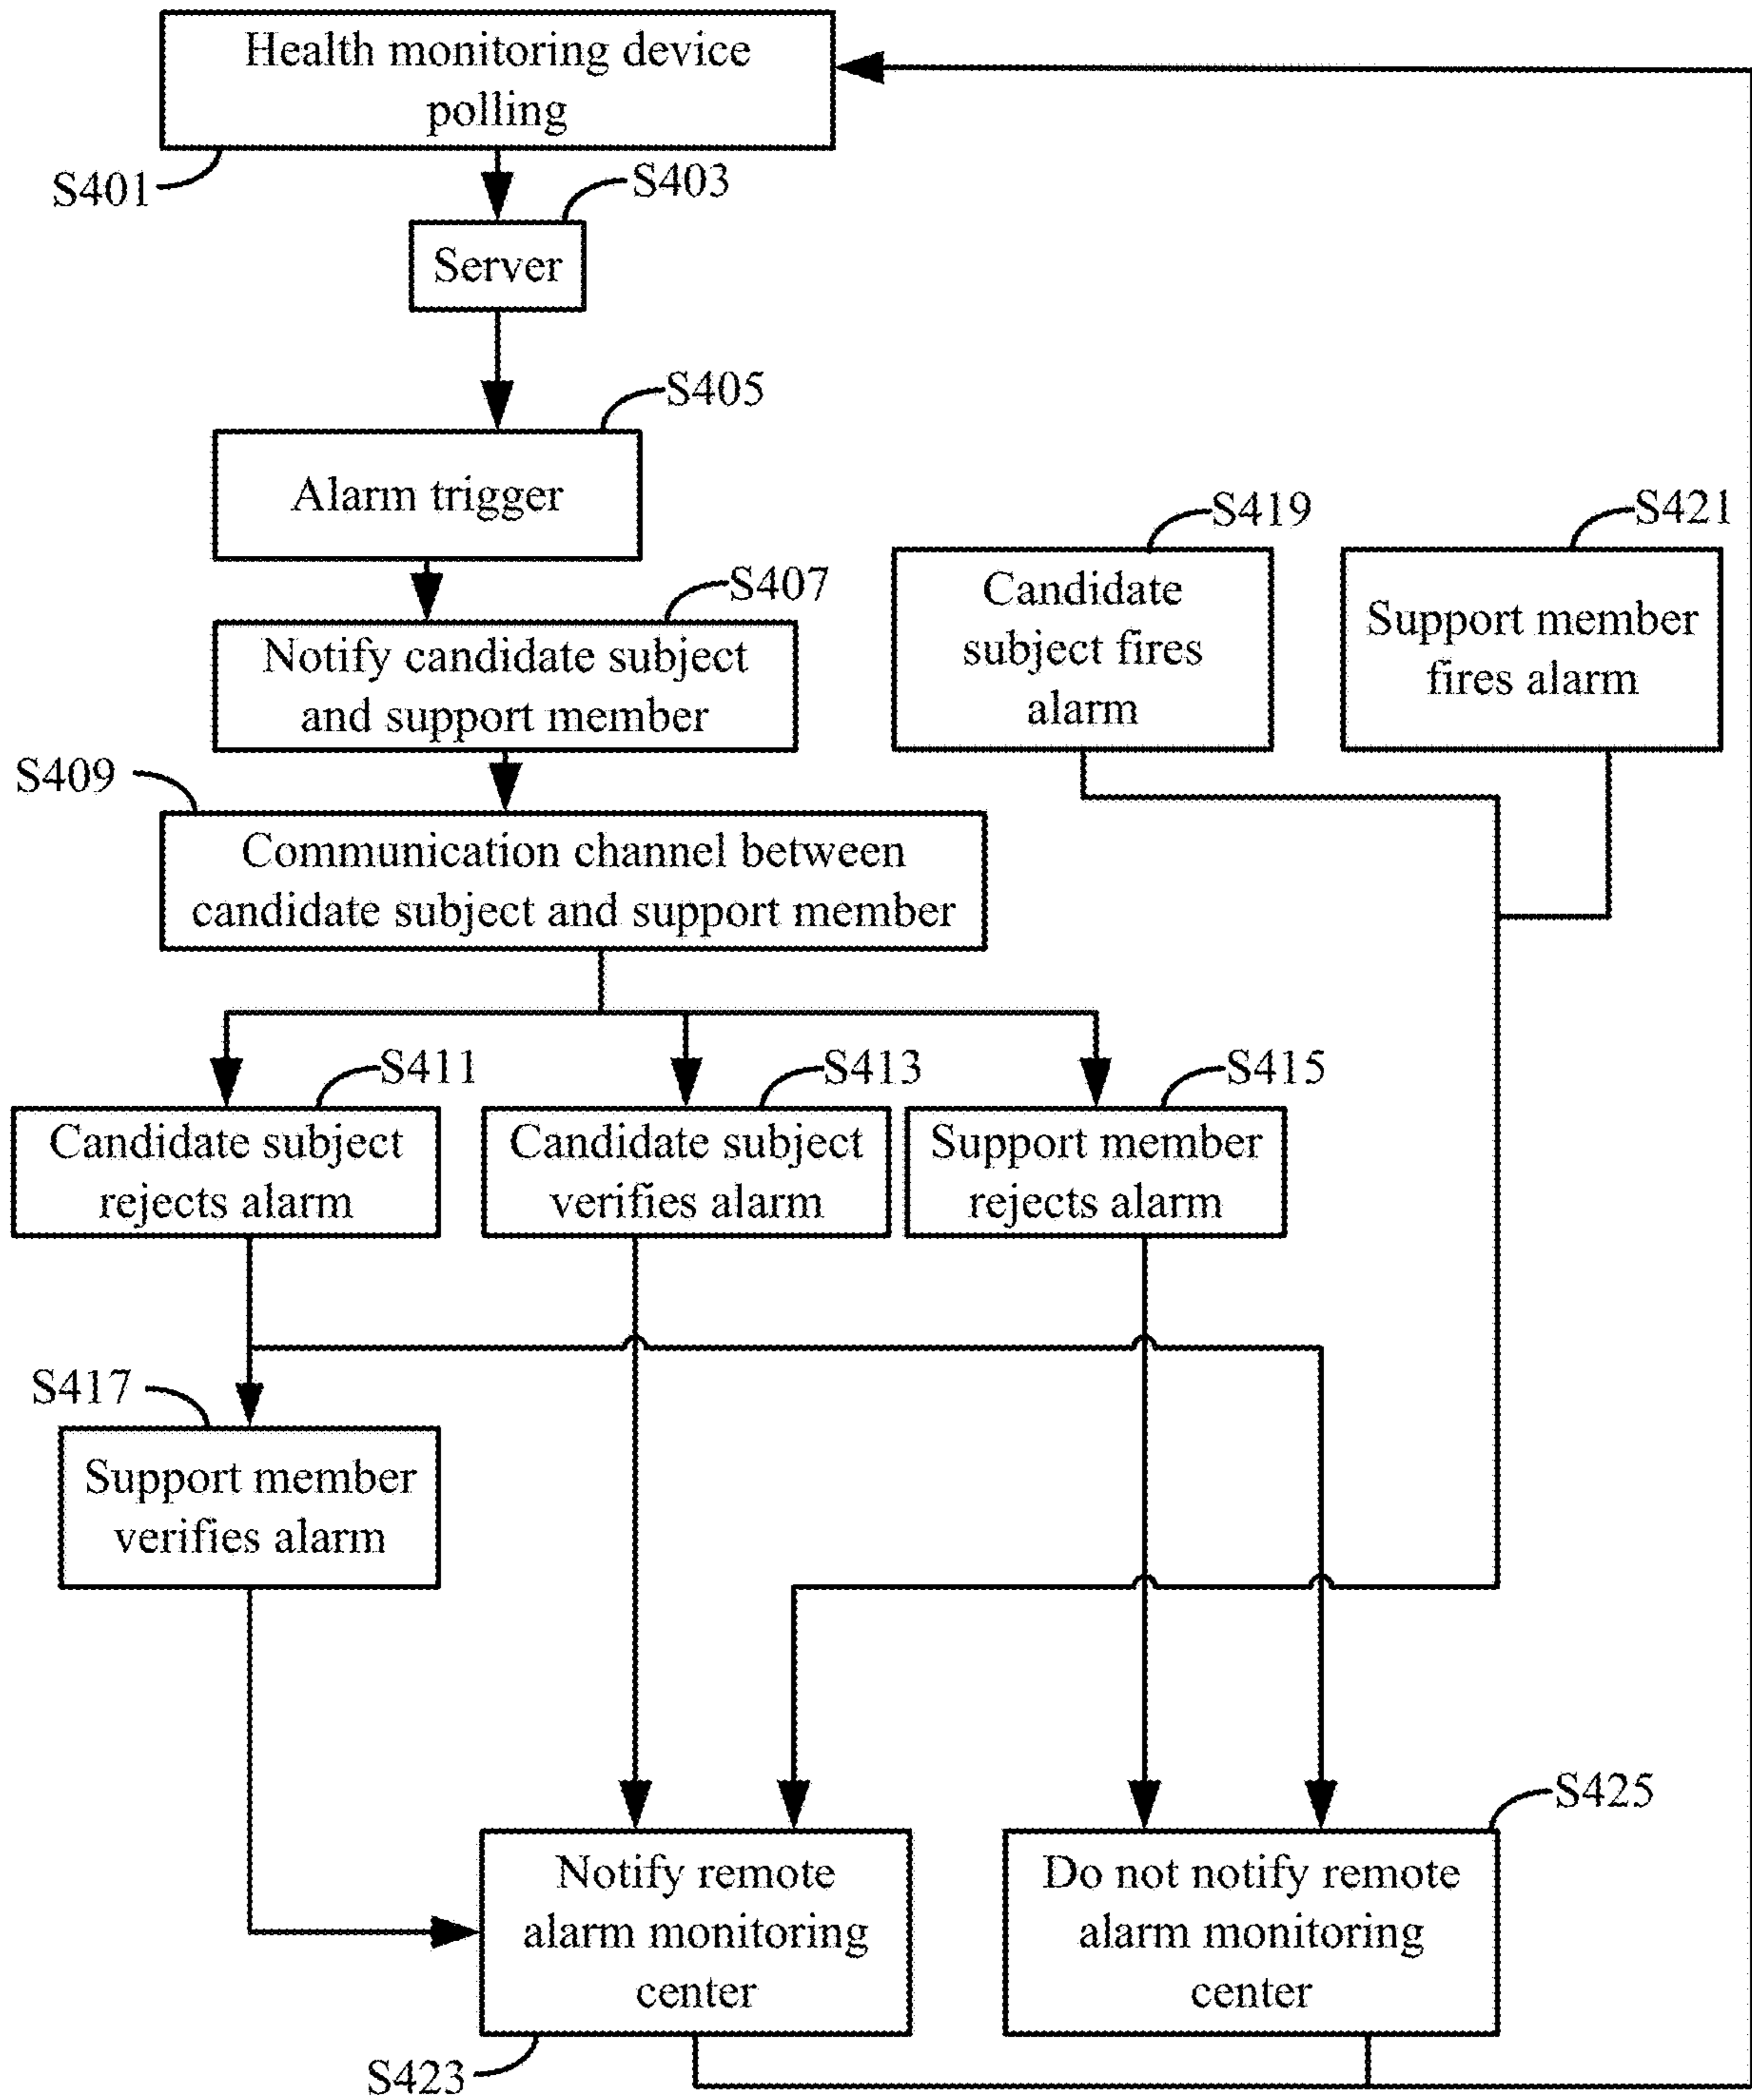 Health monitoring device
polling
S401
S403
Server
S405
Alarm trigger
S407
Notify candidate subject
and support member
S419
Candidate
subject fires
alarm
S421
Support member
fires alarm
S409
Communication channel between
candidate subject and support member
S411
Candidate subject
rejects alarm
S413
Candidate subject
verifies alarm
S415
Support member
rejects alarm
S417
Support member
verifies alarm
Notify remote
alarm monitoring
center
S423
S425
Do not notify remote
alarm monitoring
center